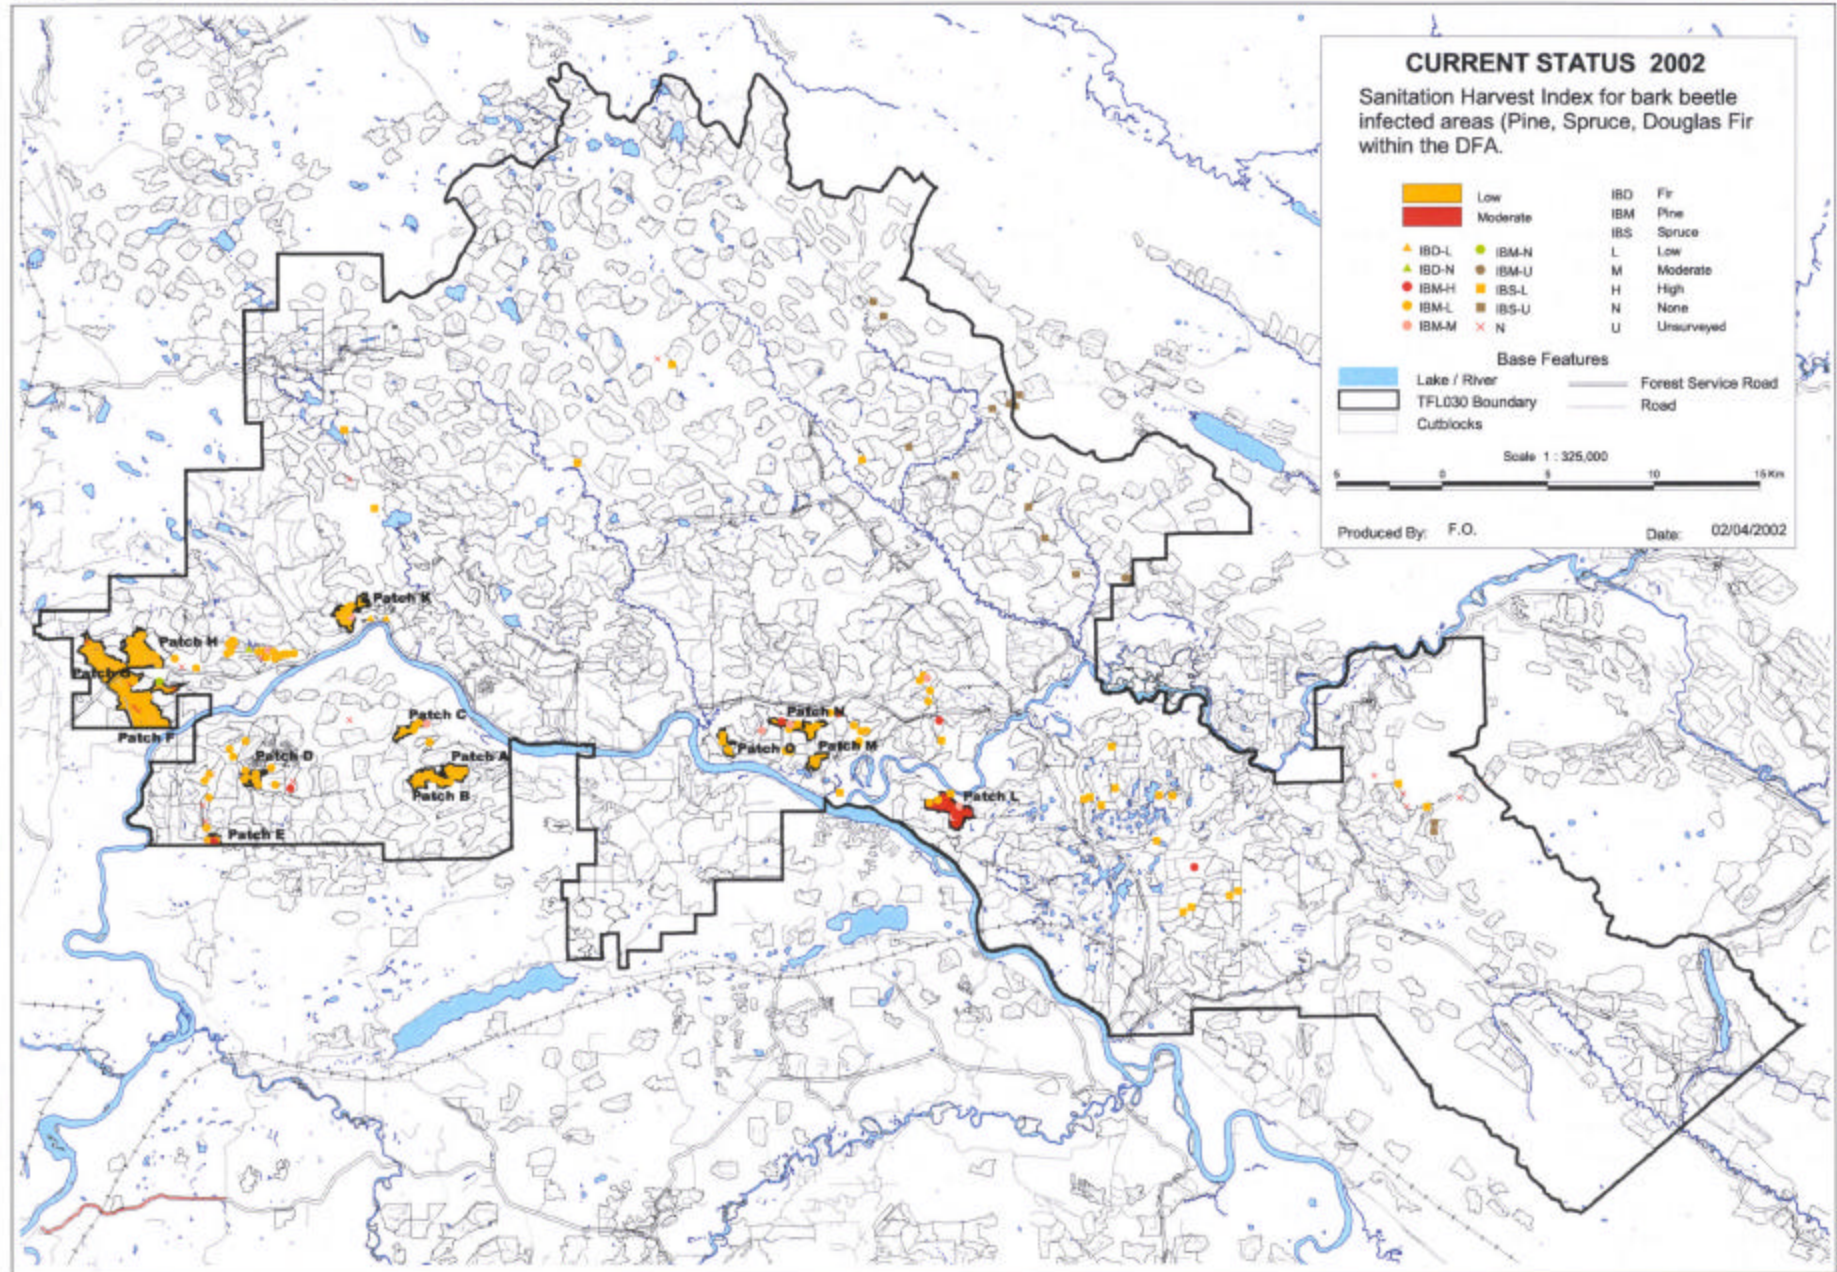 CURRENT STATUS 2002
Sanitation Harvest Index for bark beetle
infected areas (Pine, Spruce, Douglas Fir
within the DFA.
Low
Moderate
IBD Fir
IBM Pine
IBS Spruce
L Low
M Moderate
H High
N None
U Unsurveyed
IBD-L
IBD-N
IBM-H
IBM-L
IBM-M
IBM-N
IBM-U
IBS-L
IBS-U
N
Base Features
Lake / River
TFL030 Boundary
Cutblocks
Forest Service Road
Road
Scale 1 : 325,000
5 0 5 10 15 Km
Produced By: F.O.
Date: 02/04/2002
Patch K
Patch H
Patch G
Patch F
Patch C
Patch D
Patch A
Patch B
Patch E
Patch N
Patch O
Patch M
Patch L